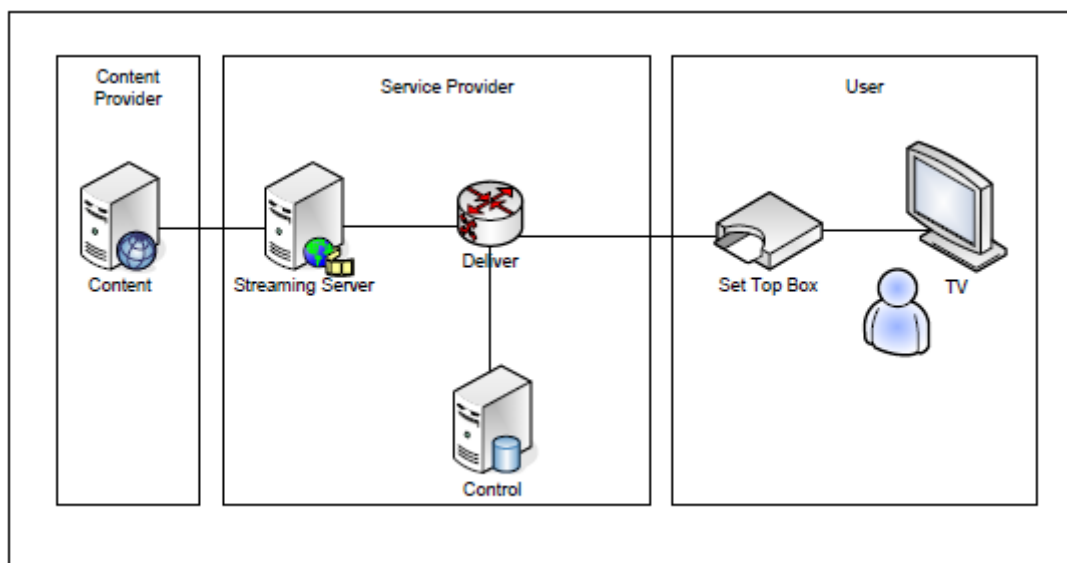 Content
Provider
Service Provider
User
Content
Streaming Server
Deliver
Set Top Box
TV
Control